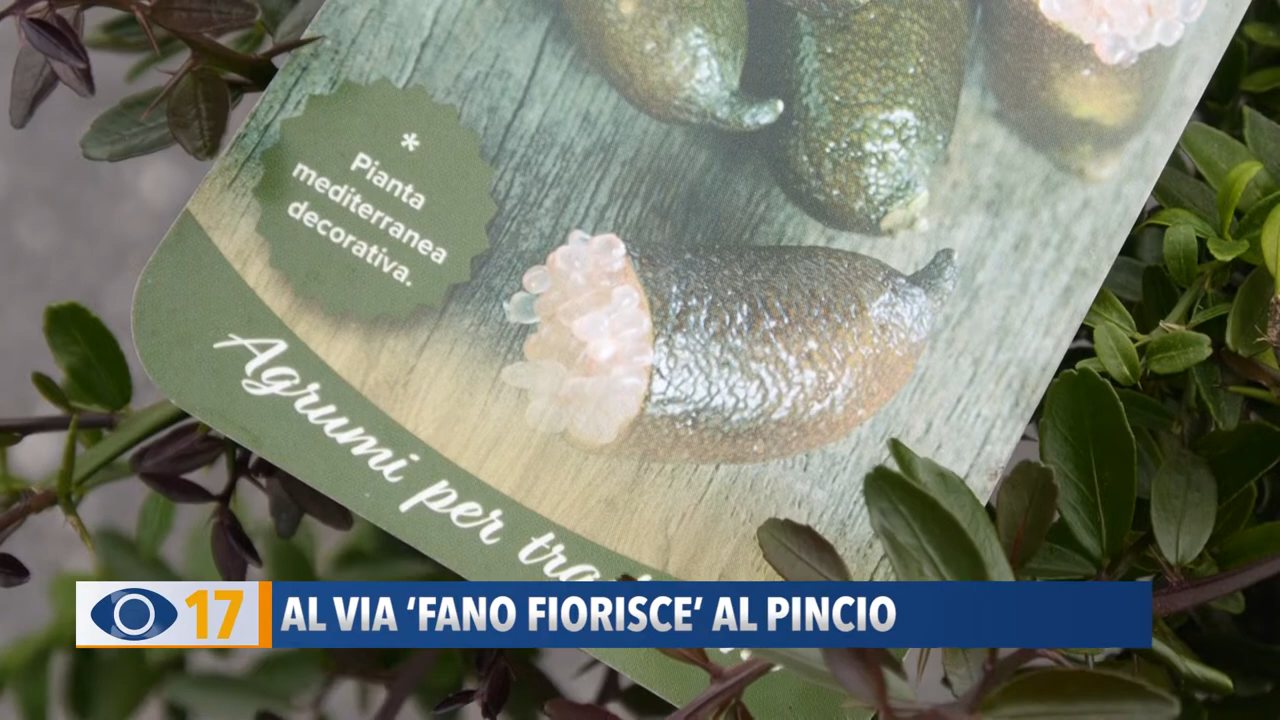 *
Pianta
mediterranea
decorativa.
Agrumi per
17 AL VIA ‘FANO FIORISCE’ AL PINCIO